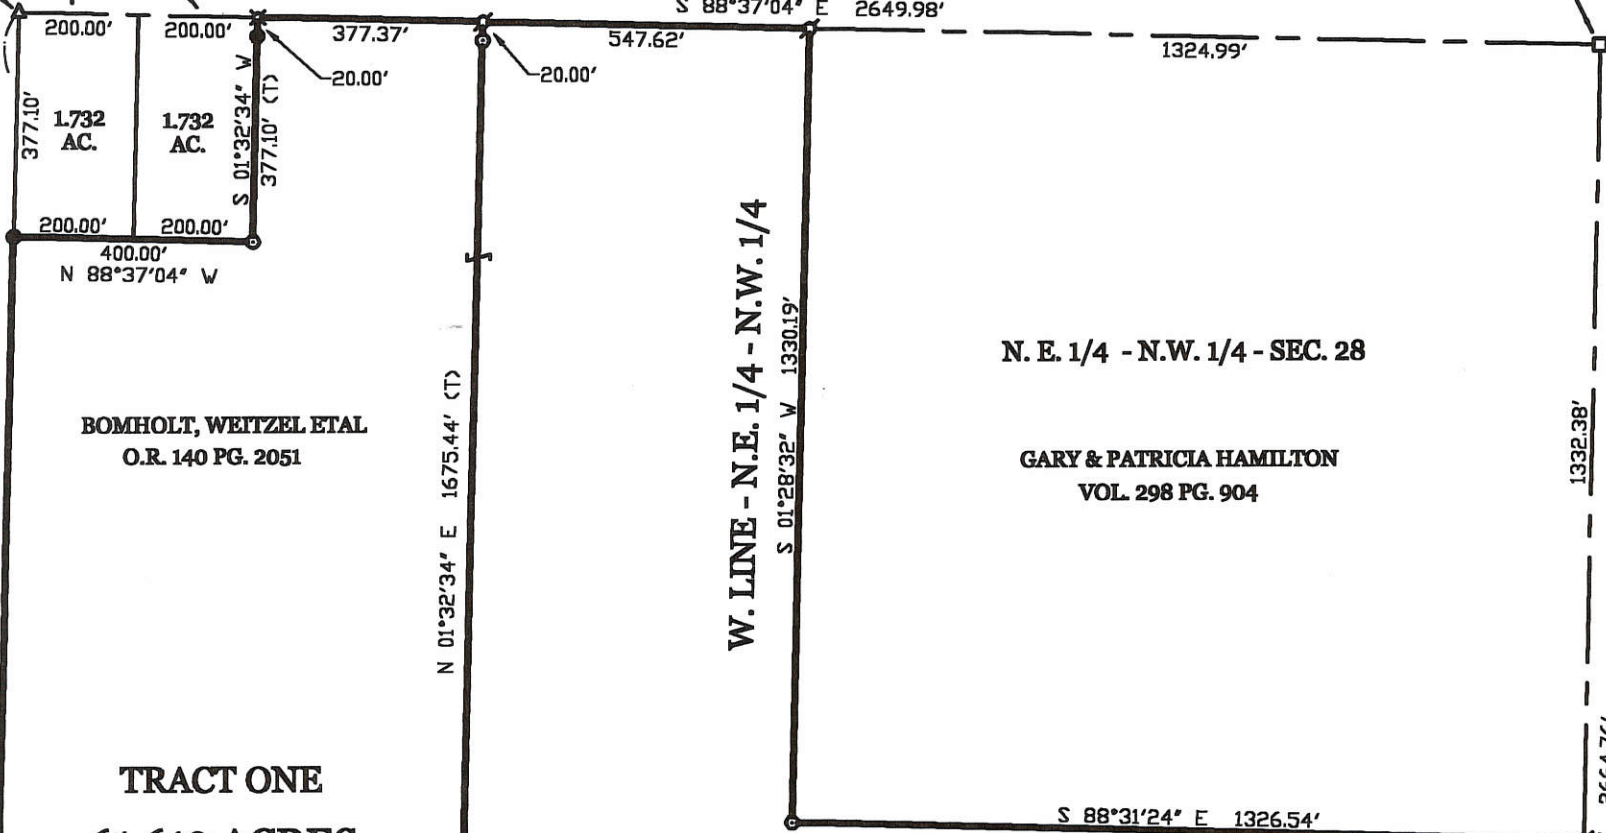 S 88°37'04" E 2649.98'
200.00'
200.00'
377.37'
547.62'
1324.99'
20.00'
20.00'
377.10'
1.732
AC.
1.732
AC.
S 01°32'34" W
377.10' (T)
200.00'
200.00'
400.00'
N 88°37'04" W
W. LINE - N.E. 1/4 - N.W. 1/4
S 01°28'32" W 1330.19'
N. E. 1/4 - N.W. 1/4 - SEC. 28
BOMHOLT, WEITZEL ETAL
O.R. 140 PG. 2051
N 01°32'34" E 1675.44' (T)
GARY & PATRICIA HAMILTON
VOL. 298 PG. 904
1332.38'
TRACT ONE
ACRES
S 88°31'24" E 1326.54'